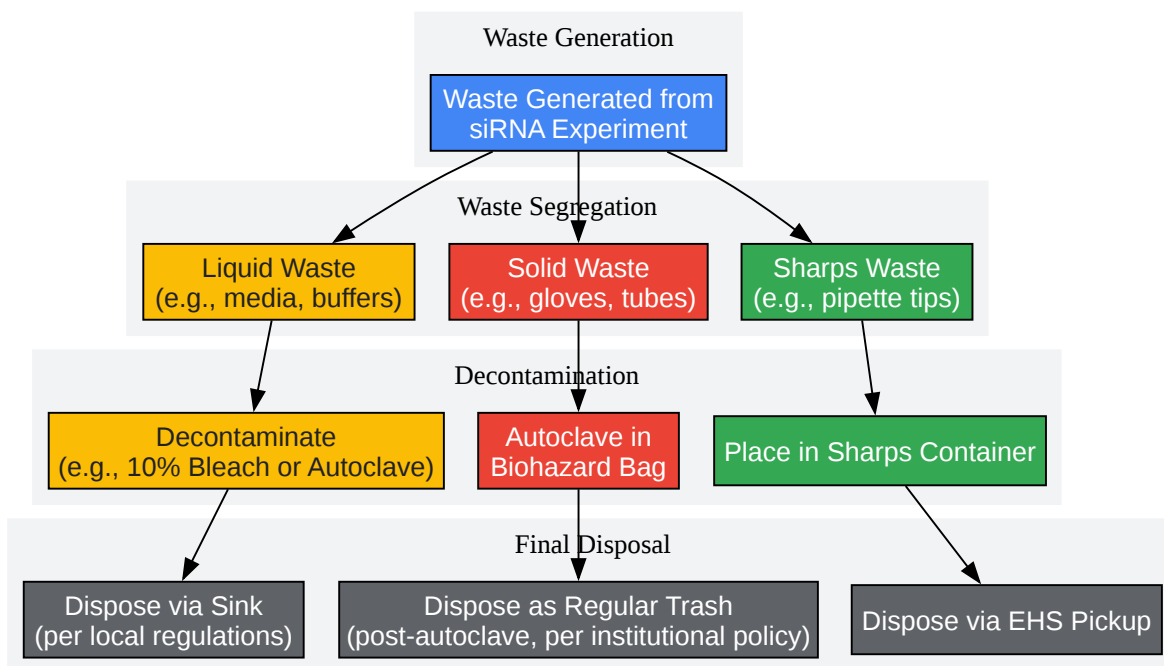 Waste Generation
Waste Generated from
siRNA Experiment
Waste Segregation
Liquid Waste
(e.g., media, buffers)
Solid Waste
(e.g., gloves, tubes)
Sharps Waste
(e.g., pipette tips)
Decontamination
Decontaminate
(e.g., 10% Bleach or Autoclave)
Autoclave in
Biohazard Bag
Place in Sharps Container
Final Disposal
Dispose via Sink
(per local regulations)
Dispose as Regular Trash
(post-autoclave, per institutional policy)
Dispose via EHS Pickup